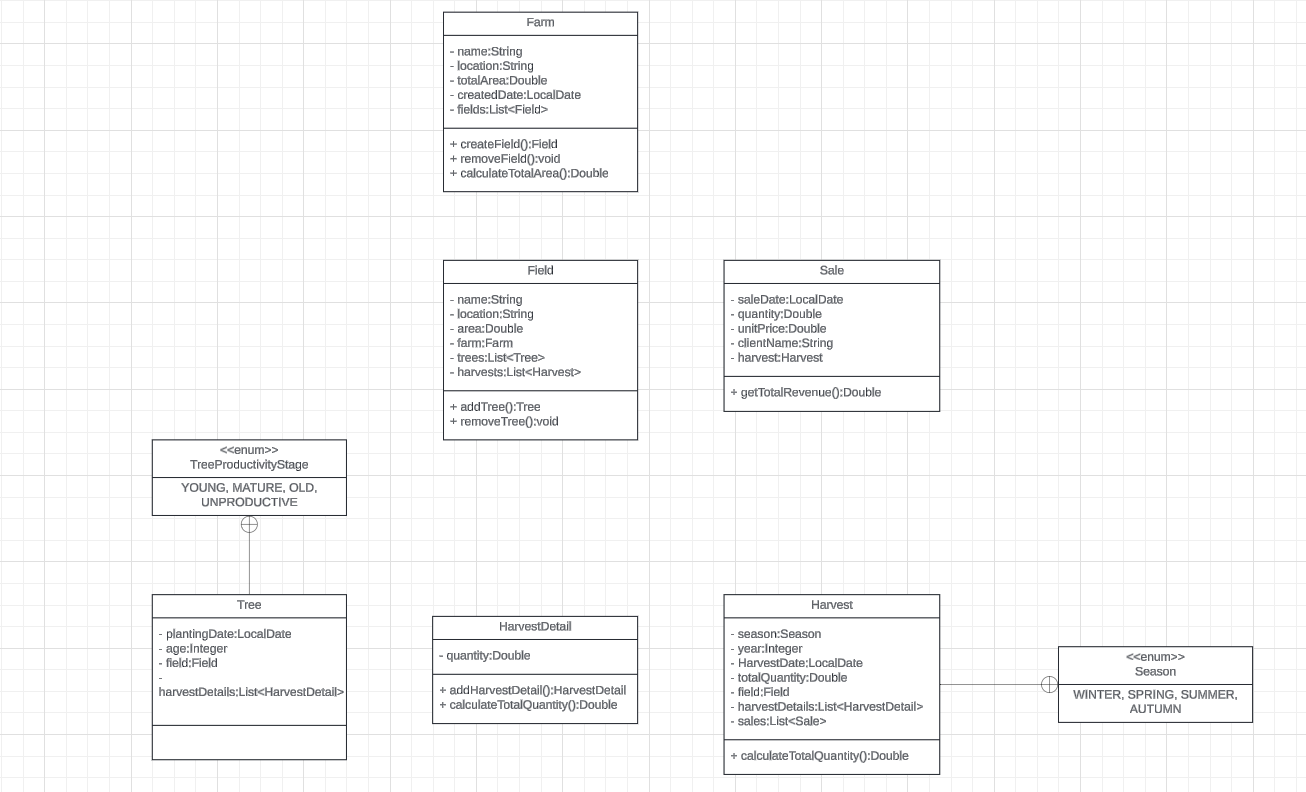 Farm
- name:String
- location:String
- totalArea:Double
- createdDate:LocalDate
- fields:List<Field>
+ createField():Field
+ removeField():void
+ calculateTotalArea():Double
Field
- name:String
- location:String
- area:Double
- farm:Farm
- trees:List<Tree>
- harvests:List<Harvest>
+ addTree():Tree
+ removeTree():void
Sale
- saleDate:LocalDate
- quantity:Double
- unitPrice:Double
- clientName:String
- harvest:Harvest
+ getTotalRevenue():Double
<<enum>>
TreeProductivityStage
YOUNG, MATURE, OLD,
UNPRODUCTIVE
Tree
- plantingDate:LocalDate
- age:Integer
- field:Field
-
harvestDetails:List<HarvestDetail>
HarvestDetail
- quantity:Double
+ addHarvestDetail():HarvestDetail
+ calculateTotalQuantity():Double
Harvest
- season:Season
- year:Integer
- HarvestDate:LocalDate
- totalQuantity:Double
- field:Field
- harvestDetails:List<HarvestDetail>
- sales:List<Sale>
+ calculateTotalQuantity():Double
<<enum>>
Season
WINTER, SPRING, SUMMER,
AUTUMN